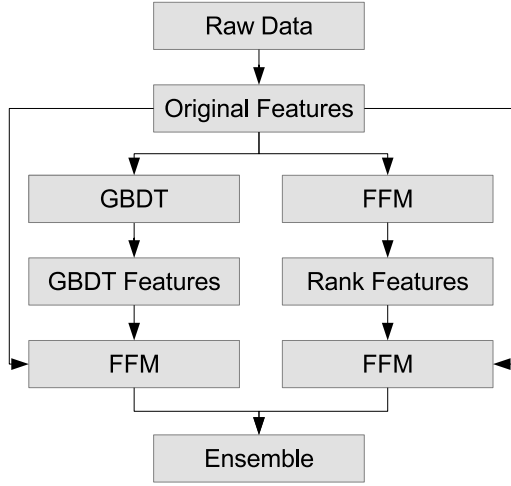 Raw Data
Original Features
GBDT
FFM
GBDT Features
Rank Features
FFM
FFM
Ensemble